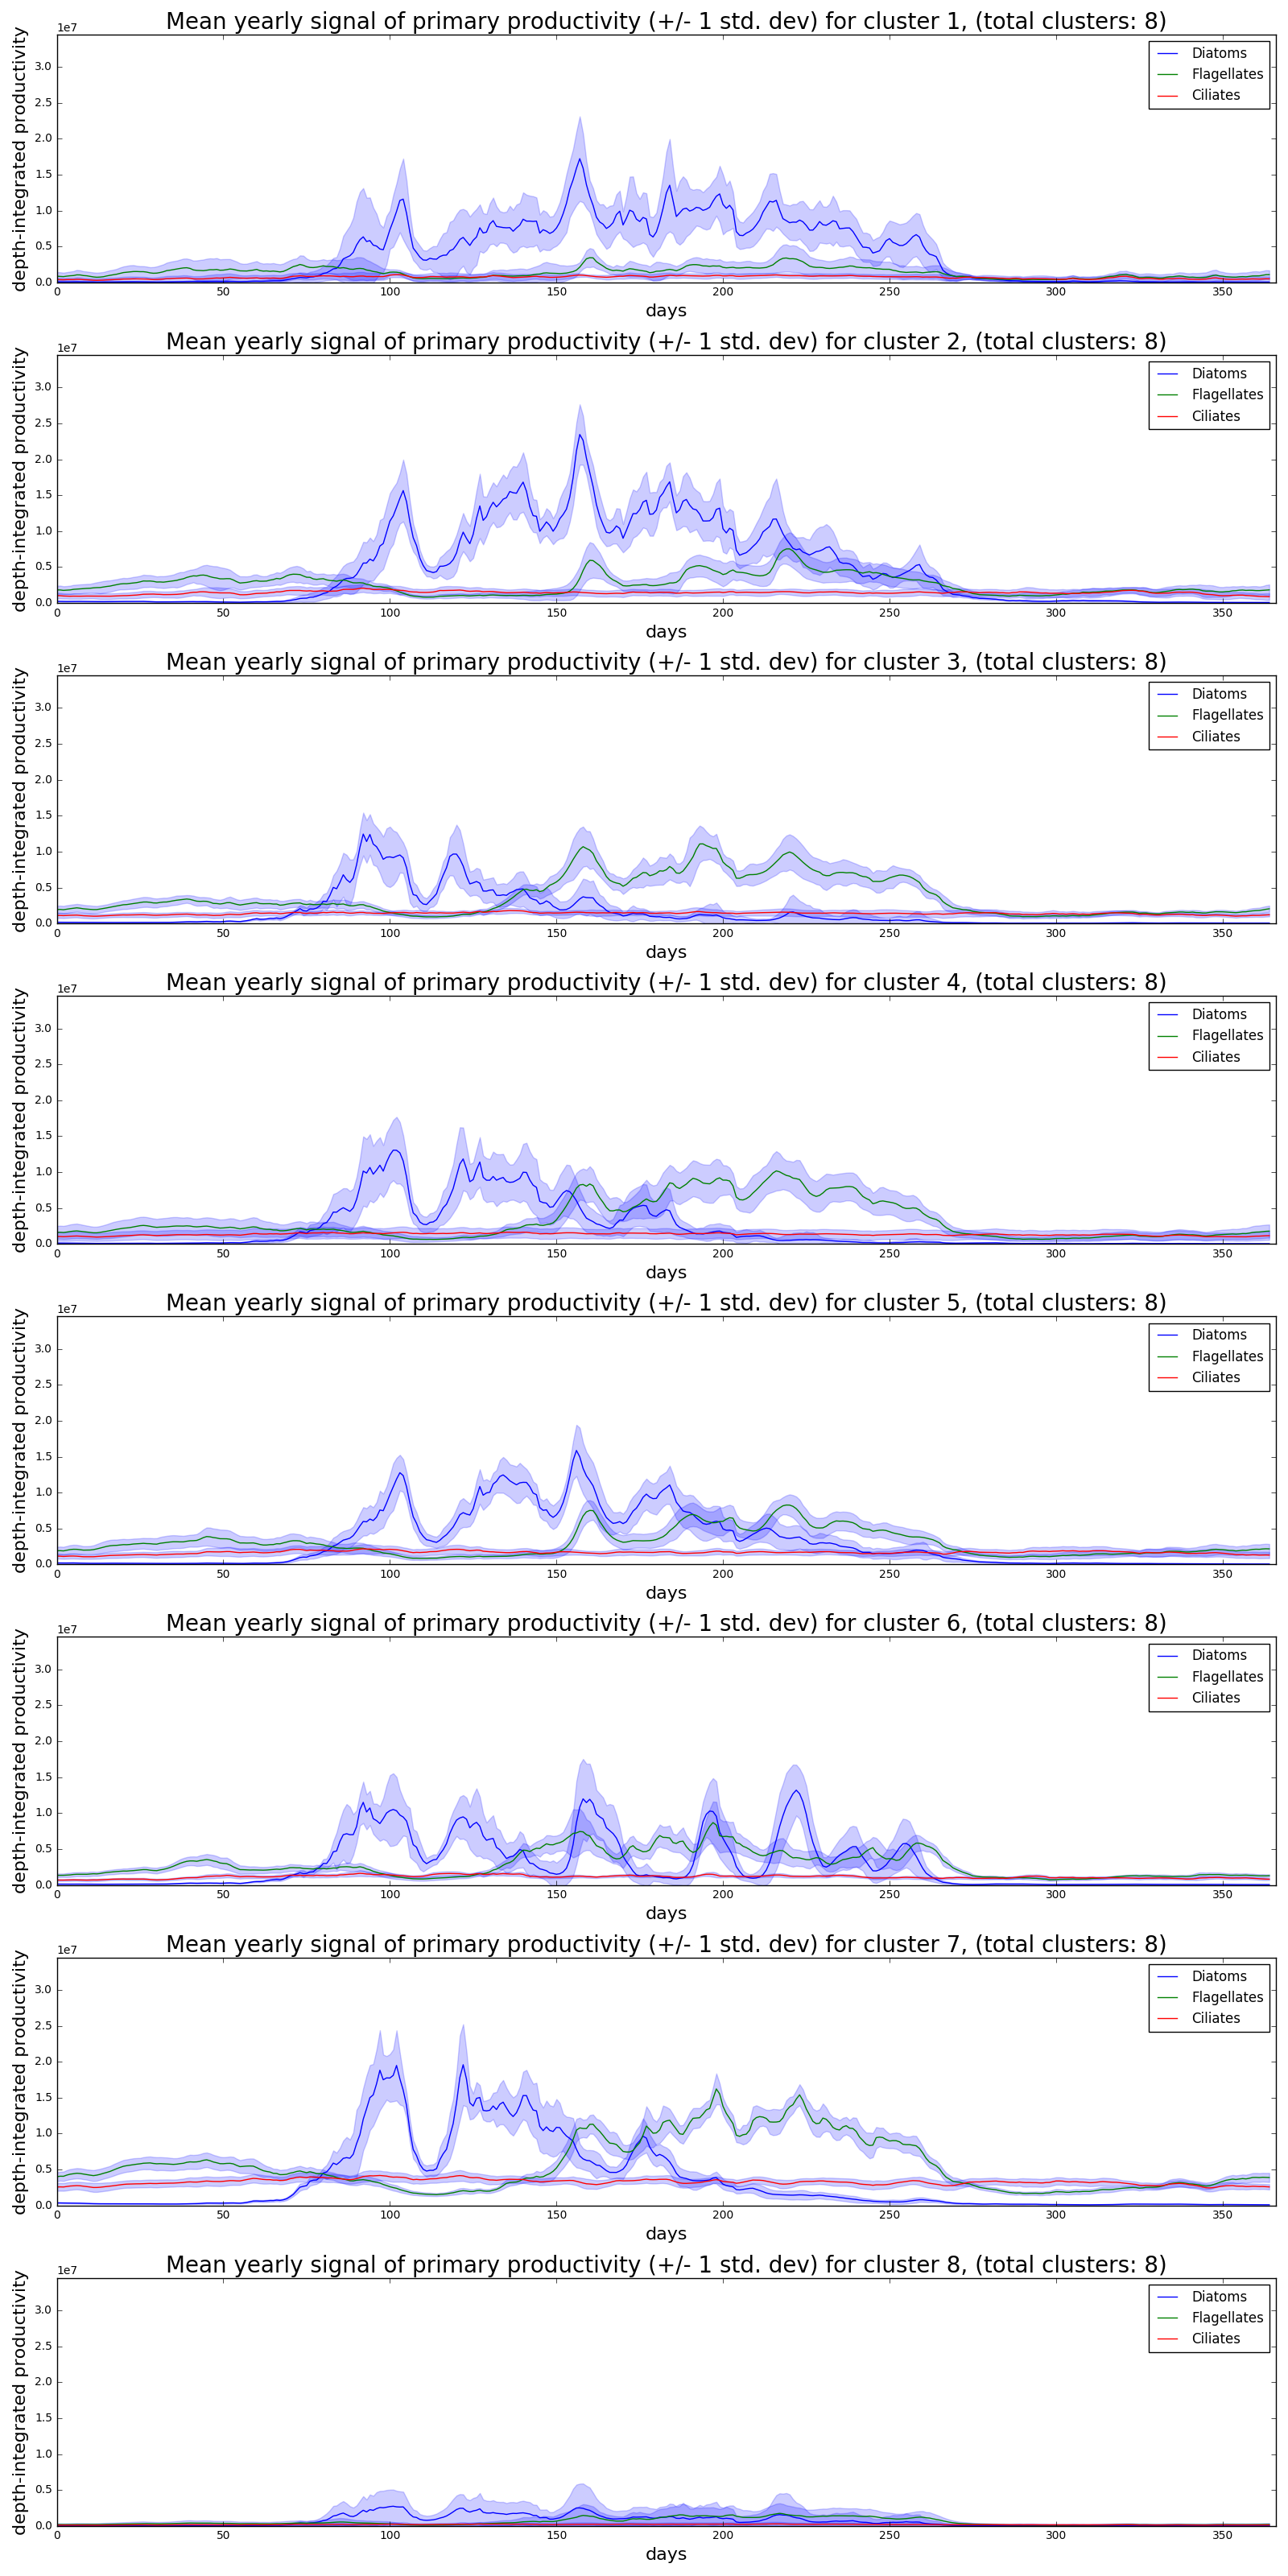 Mean yearly signal of primary productivity (+/- 1 std. dev) for cluster 1, (total clusters: 8)
1e7
depth-integrated productivity
3.0
2.5
2.0
1.5
1.0
0.5
0.0
Diatoms
Flagellates
Ciliates
0 50 100 150 200 250 300 350
days
Mean yearly signal of primary productivity (+/- 1 std. dev) for cluster 2, (total clusters: 8)
1e7
depth-integrated productivity
3.0
2.5
2.0
1.5
1.0
0.5
0.0
Diatoms
Flagellates
Ciliates
0 50 100 150 200 250 300 350
days
Mean yearly signal of primary productivity (+/- 1 std. dev) for cluster 3, (total clusters: 8)
1e7
depth-integrated productivity
3.0
2.5
2.0
1.5
1.0
0.5
0.0
Diatoms
Flagellates
Ciliates
0 50 100 150 200 250 300 350
days
Mean yearly signal of primary productivity (+/- 1 std. dev) for cluster 4, (total clusters: 8)
1e7
depth-integrated productivity
3.0
2.5
2.0
1.5
1.0
0.5
0.0
Diatoms
Flagellates
Ciliates
0 50 100 150 200 250 300 350
days
Mean yearly signal of primary productivity (+/- 1 std. dev) for cluster 5, (total clusters: 8)
1e7
depth-integrated productivity
3.0
2.5
2.0
1.5
1.0
0.5
0.0
Diatoms
Flagellates
Ciliates
0 50 100 150 200 250 300 350
days
Mean yearly signal of primary productivity (+/- 1 std. dev) for cluster 6, (total clusters: 8)
1e7
depth-integrated productivity
3.0
2.5
2.0
1.5
1.0
0.5
0.0
Diatoms
Flagellates
Ciliates
0 50 100 150 200 250 300 350
days
Mean yearly signal of primary productivity (+/- 1 std. dev) for cluster 7, (total clusters: 8)
1e7
depth-integrated productivity
3.0
2.5
2.0
1.5
1.0
0.5
0.0
Diatoms
Flagellates
Ciliates
0 50 100 150 200 250 300 350
days
Mean yearly signal of primary productivity (+/- 1 std. dev) for cluster 8, (total clusters: 8)
1e7
depth-integrated productivity
3.0
2.5
2.0
1.5
1.0
0.5
0.0
Diatoms
Flagellates
Ciliates
0 50 100 150 200 250 300 350
days